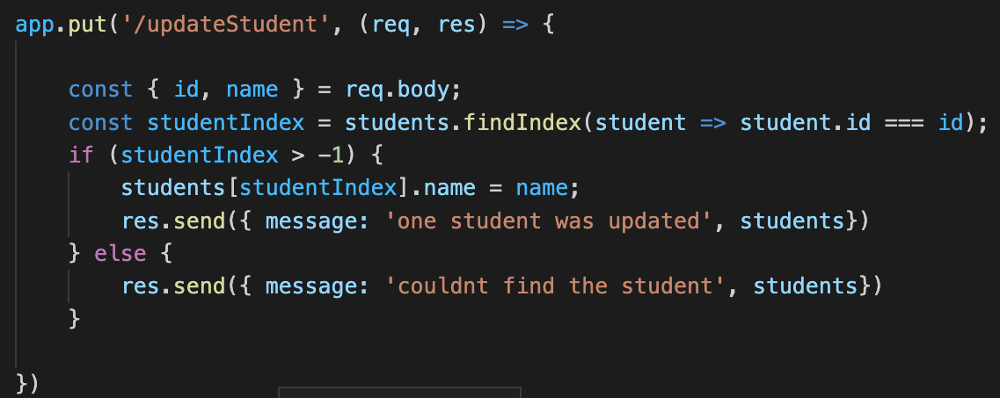 app.put('/updateStudent', (req, res) => {
const { id, name } = req.body;
const studentIndex = students.findIndex(student => student.id === id);
if (studentIndex > -1) {
students[studentIndex].name = name;
res.send({ message: 'one student was updated', students})
} else {
res.send({ message: 'couldnt find the student', students})
}
})